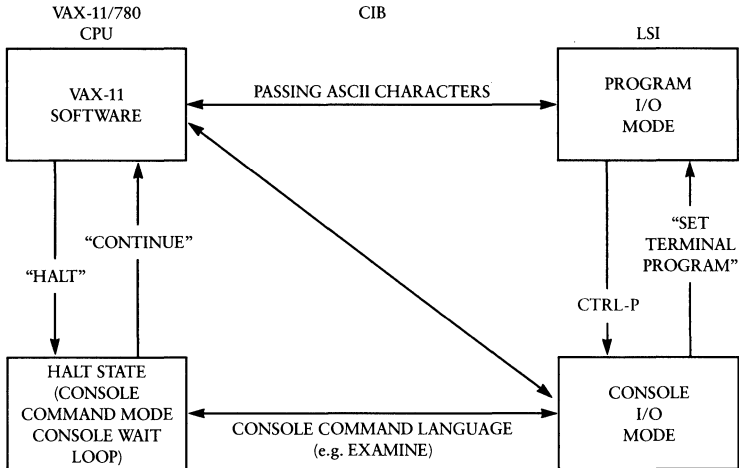 VAX-11/780
CPU
CIB
LSI
VAX-11
SOFTWARE
PASSING ASCII CHARACTERS
PROGRAM
I/O
MODE
"CONTINUE"
"HALT"
"SET
TERMINAL
PROGRAM"
CTRL-P
HALT STATE
(CONSOLE
COMMAND MODE
CONSOLE WAIT
LOOP)
CONSOLE COMMAND LANGUAGE
(e.g. EXAMINE)
CONSOLE
I/O
MODE